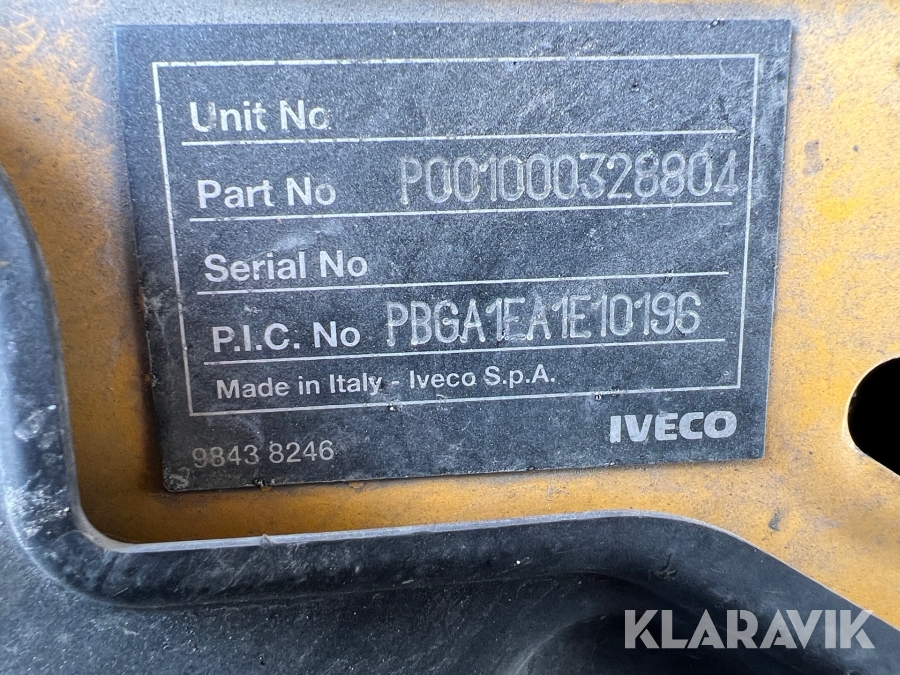 Unit No
Part No P001000328804
Serial No
P.I.C. No PBGA1EA1E10196
Made in Italy - Iveco S.p.A.
IVECO
9843 8246
KLARAVIK